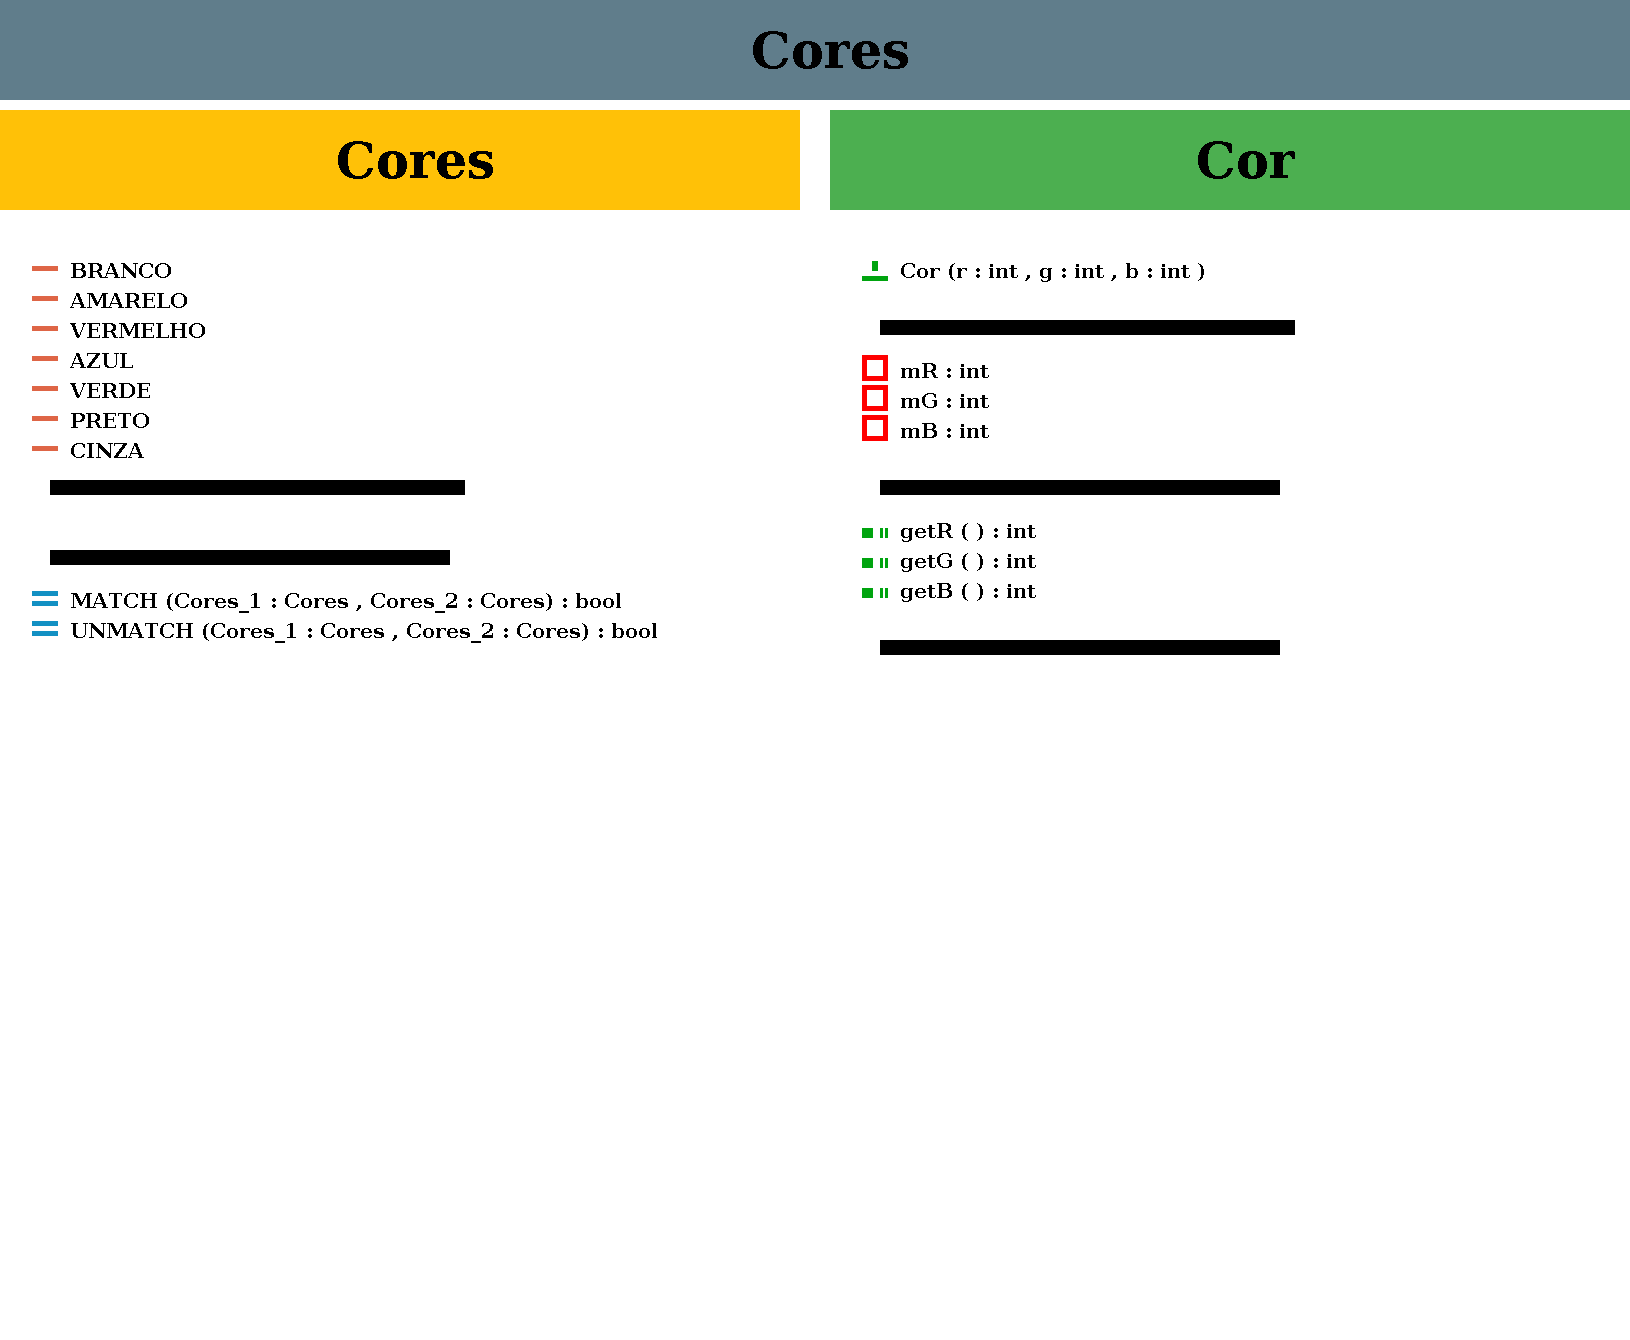 Cores
Cores
BRANCO
AMARELO
VERMELHO
AZUL
VERDE
PRETO
CINZA
MATCH (Cores_1 : Cores , Cores_2 : Cores) : bool
UNMATCH (Cores_1 : Cores , Cores_2 : Cores) : bool
Cor
Cor (r : int , g : int , b : int )
mR : int
mG : int
mB : int
getR ( ) : int
getG ( ) : int
getB ( ) : int